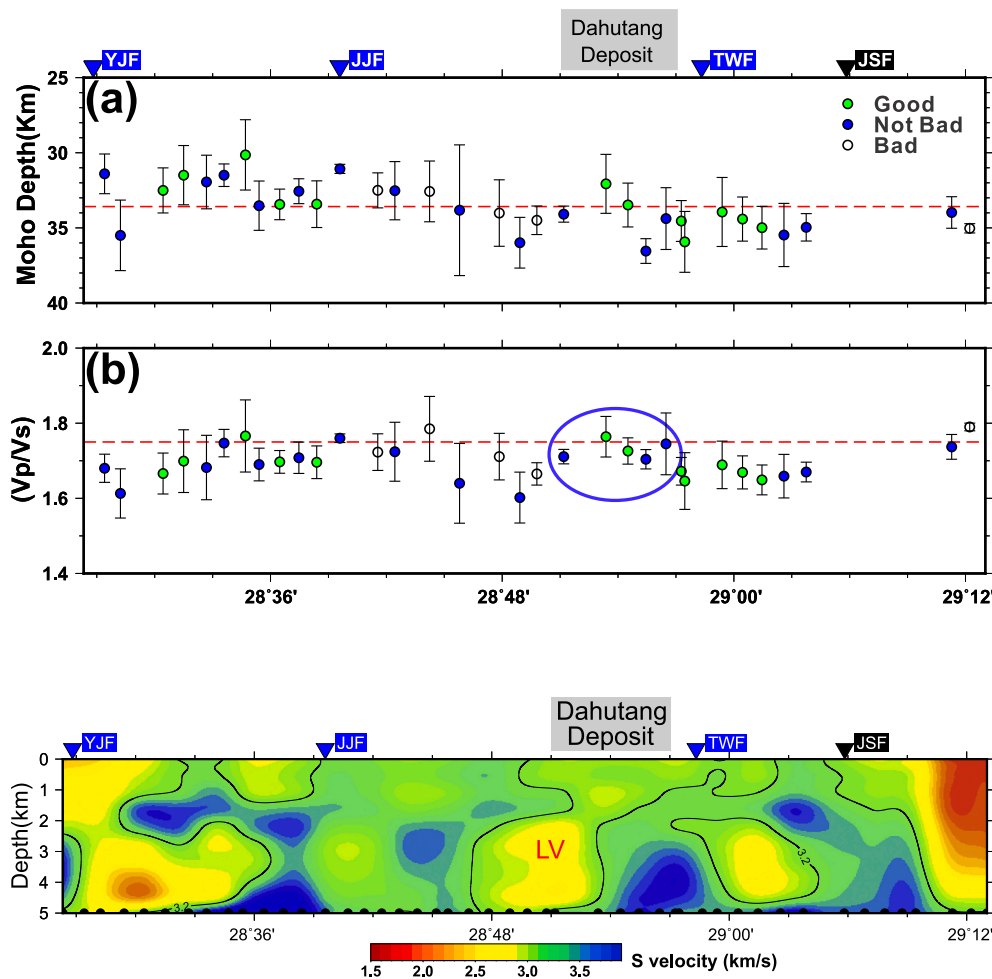 Dahutang
Deposit
YJF
JJF
TWF
JSF
(a)
Good
Not Bad
Bad
Moho Depth(Km)
25
30
35
40
(b)
(Vp/Vs)
2.0
1.8
1.6
1.4
28°36'
28°48'
29°00'
29°12'
Dahutang
Deposit
YJF
JJF
TWF
JSF
Depth(km)
0
1
2
3
4
5
LV
3.2
3.2
28°36'
28°48'
29°00'
29°12'
1.5
2.0
2.5
3.0
3.5
S velocity (km/s)